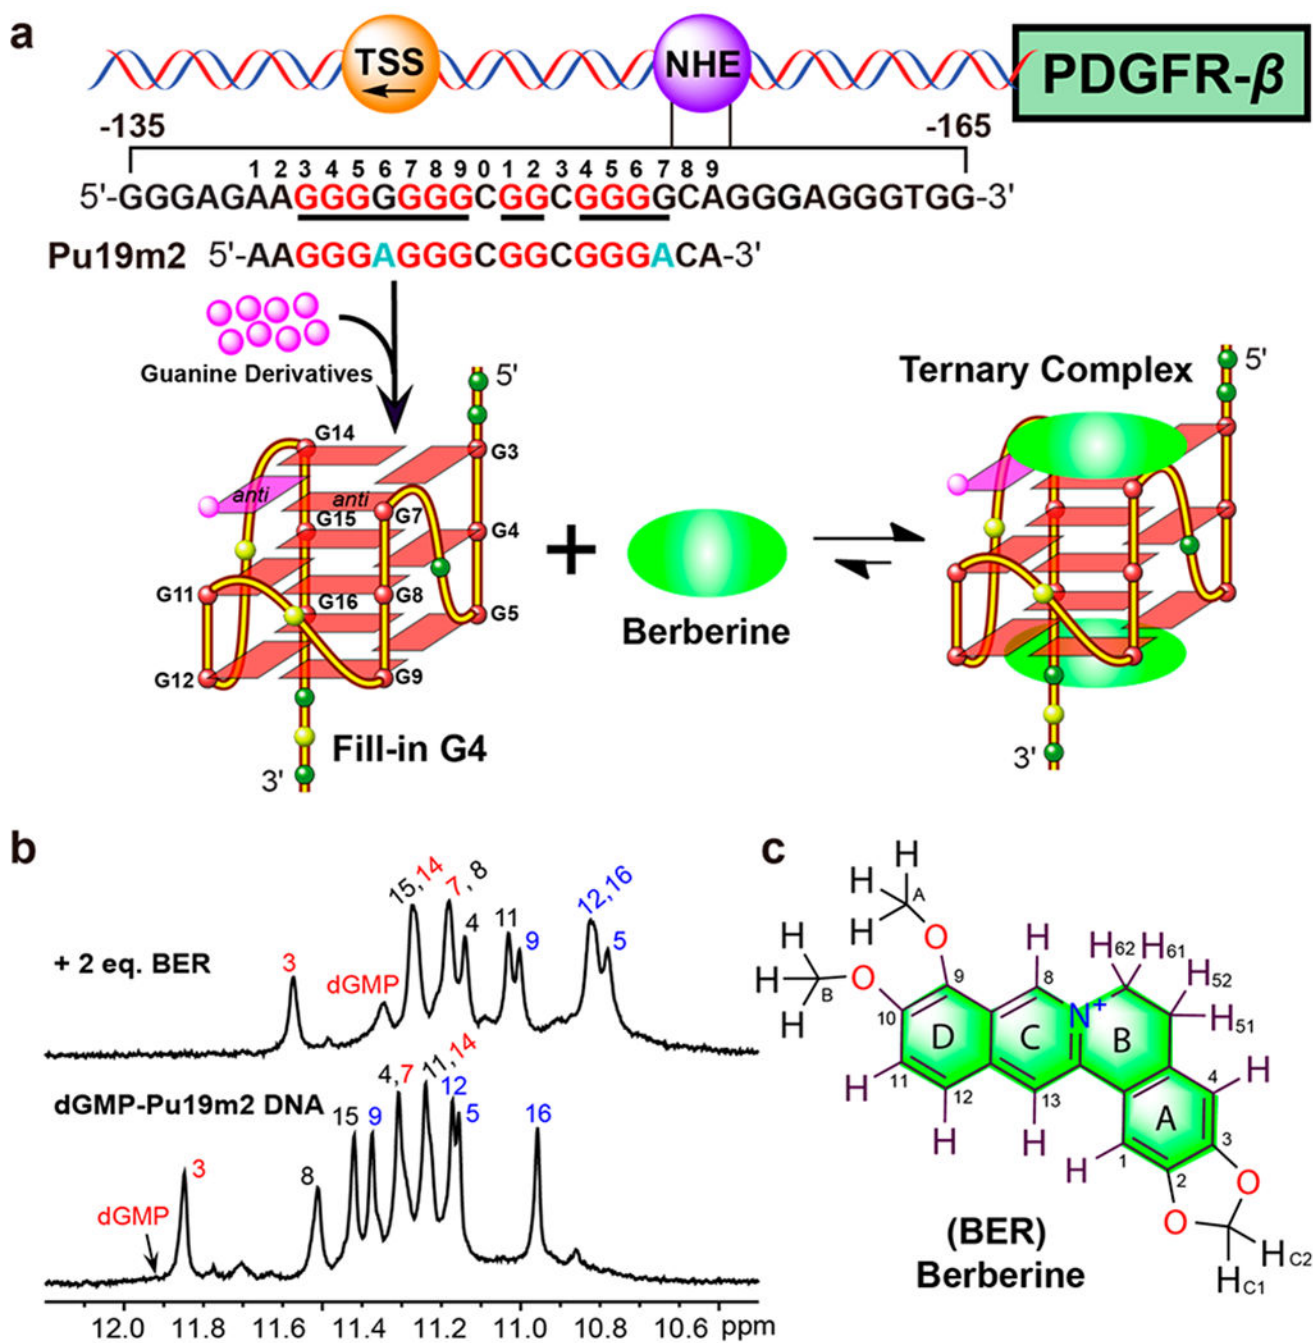 a
TSS
NHE
PDGFR-β
-135
-165
1 2 3 4 5 6 7 8 9 0 1 2 3 4 5 6 7 8 9
5'-GGGAGAAGGGGGGGCGGCGGGGCAGGGAGGGTGG-3'
Pu19m2 5'-AAGGGAGGGCGGCGGGACA-3'
Guanine Derivatives
5'
G14
G3
anti
anti
G15
G7
G4
G11
G16
G8
G5
G12
G9
3'
Fill-in G4
+
Berberine
Ternary Complex
5'
3'
b
+ 2 eq. BER
3
dGMP
15,14
7, 8
4
11
9
12,16
5
dGMP-Pu19m2 DNA
dGMP
3
8
15
9
4,7
11,14
12
5
16
12.0 11.8 11.6 11.4 11.2 11.0 10.8 10.6 ppm
c
H
H A
H
O
H
H O
B
H
H
H62 H61
H52
H51
9
8
10
N+
D C B
11
12
13
4 H
A
H
H
H
H
1
2
3
O
O
HC2
HC1
(BER)
Berberine